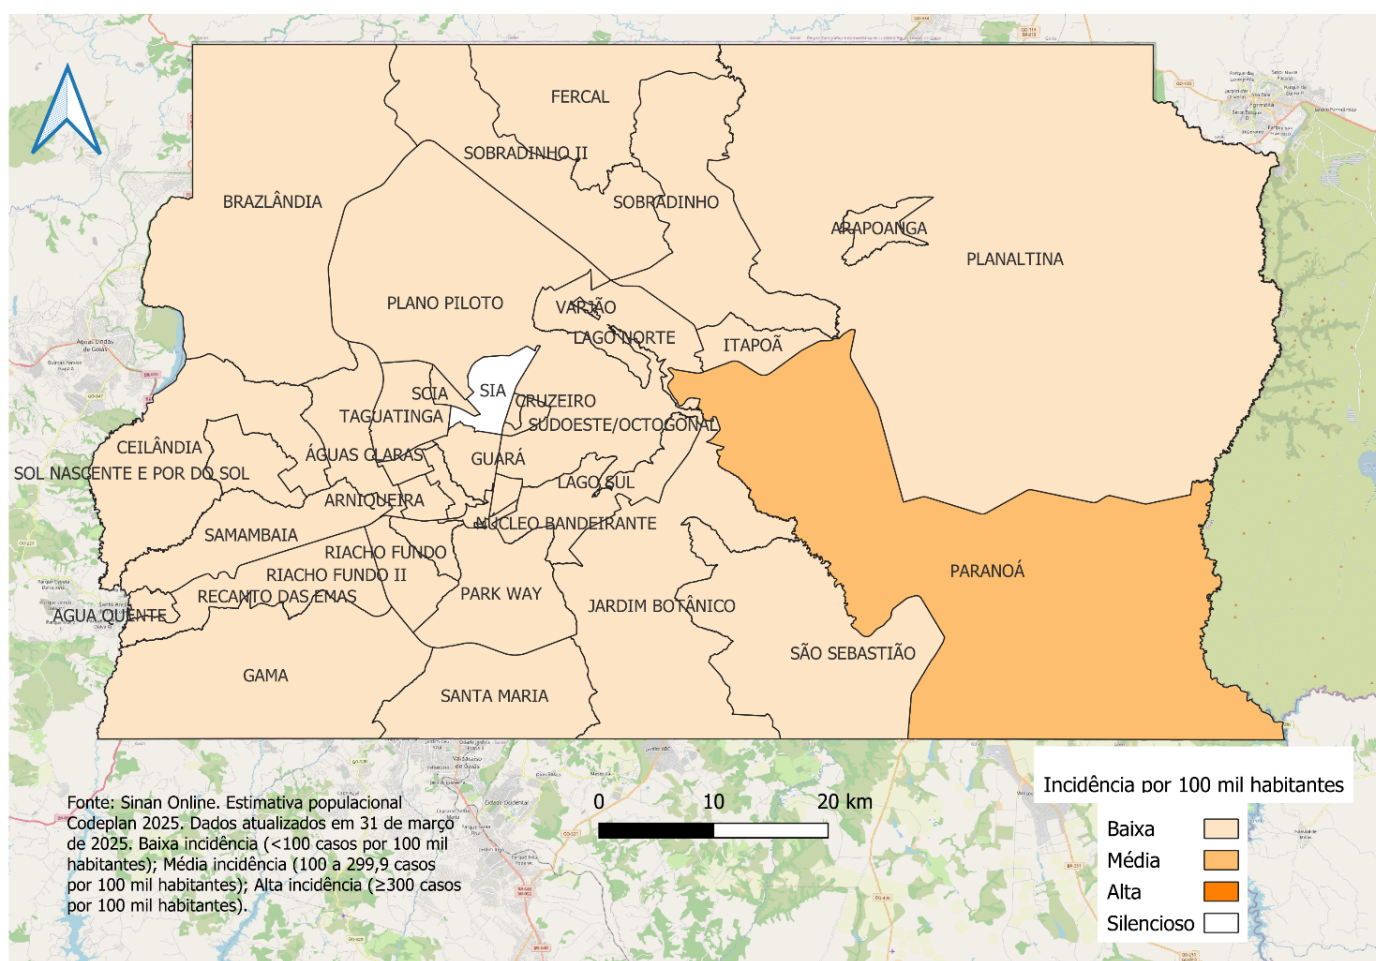 FERCAL
SOBRADINHO II
BRAZLÂNDIA
SOBRADINHO
ARAPOANGA
PLANALTINA
PLANO PILOTO
VARJÃO
LAGO NORTE
ITAPOÃ
SCIA
SIA
CRUZEIRO
TAGUATINGA
SUDOESTE/OCTOGONAL
CEILÂNDIA
ÁGUAS CLARAS
GUARÁ
SOL NASCENTE E POR DO SOL
LAGO SUL
ARNIQUEIRA
NÚCLEO BANDEIRANTE
SAMAMBAIA
RIACHO FUNDO
PARANOÁ
RIACHO FUNDO II
RECANTO DAS EMAS
PARK WAY
JARDIM BOTÂNICO
ÁGUA QUENTE
SÃO SEBASTIÃO
GAMA
SANTA MARIA
Fonte: Sinan Online. Estimativa populacional
Codeplan 2025. Dados atualizados em 31 de março
de 2025. Baixa incidência (<100 casos por 100 mil
habitantes); Média incidência (100 a 299,9 casos
por 100 mil habitantes); Alta incidência (≥300 casos
por 100 mil habitantes).
0 10 20 km
Incidência por 100 mil habitantes
Baixa
Média
Alta
Silencioso